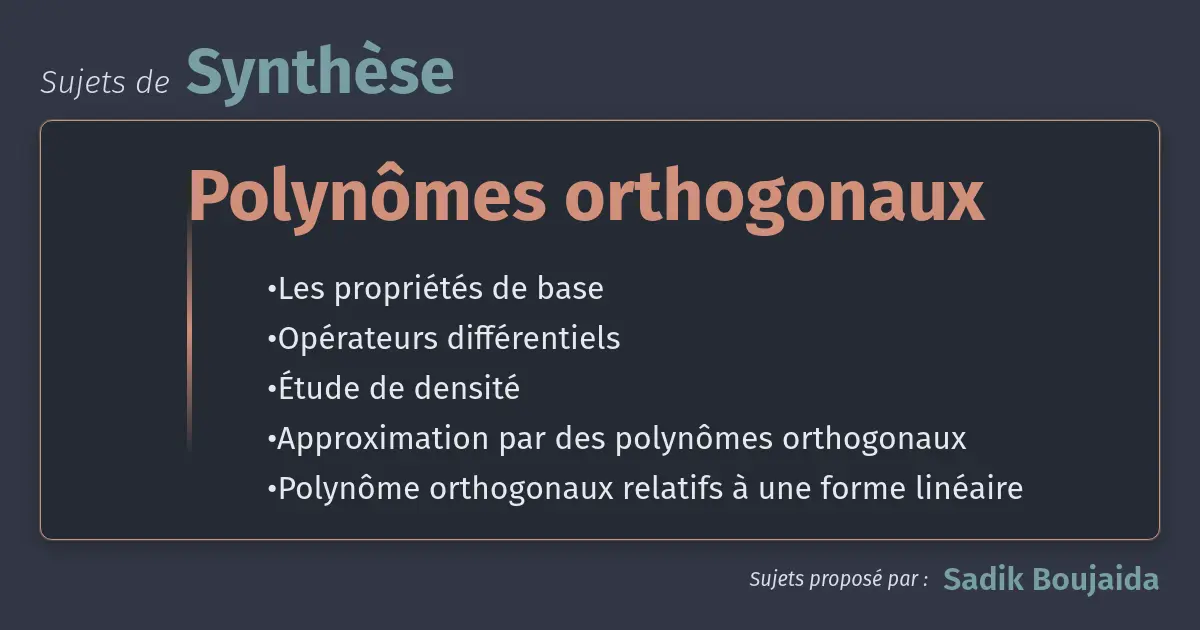 Sujets de Synthèse
Polynômes orthogonaux
•Les propriétés de base
•Opérateurs différentiels
•Étude de densité
•Approximation par des polynômes orthogonaux
•Polynôme orthogonaux relatifs à une forme linéaire
Sujets proposé par : Sadik Boujaida